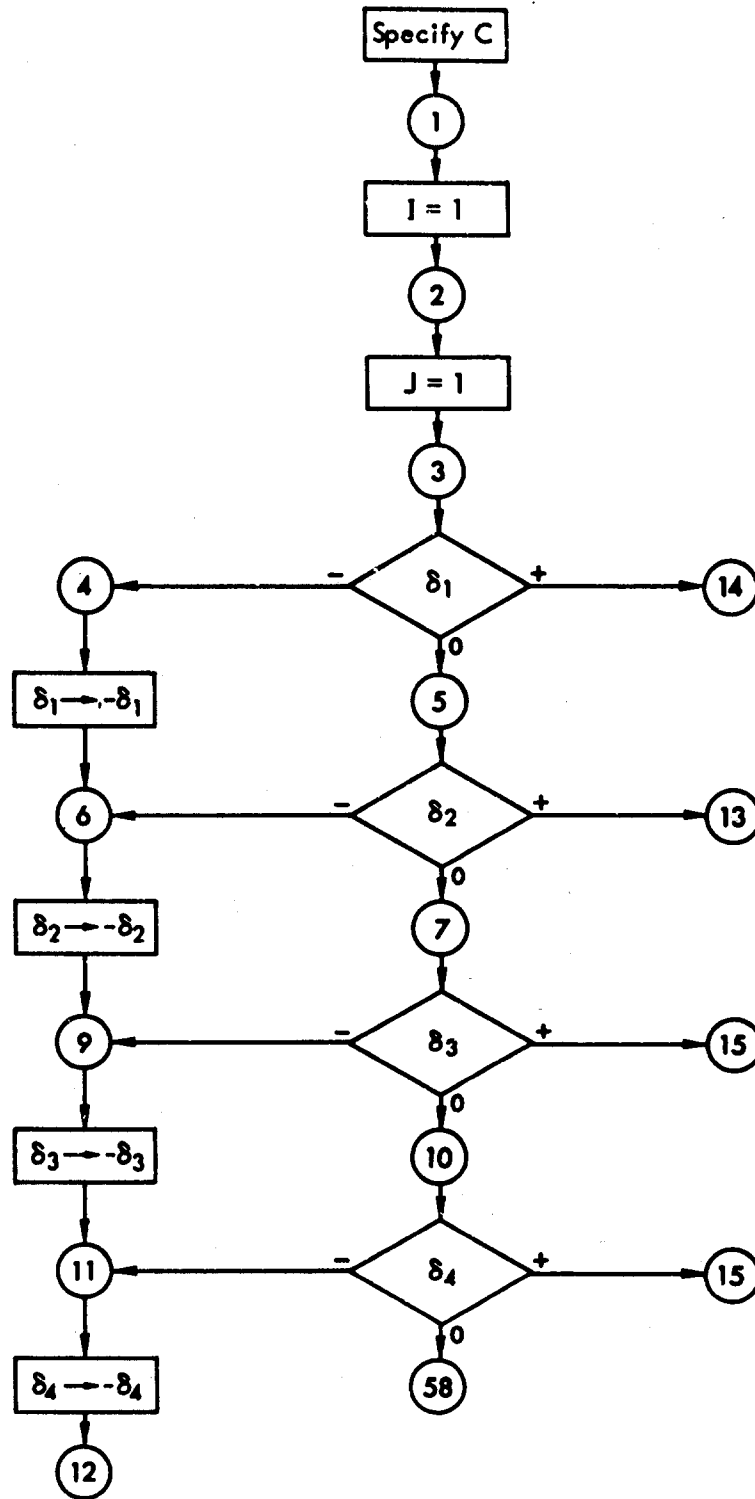 Specify C
1
I = 1
2
J = 1
3
4
-
δ₁
+
14
0
δ₁ → -δ₁
5
6
-
δ₂
+
13
0
δ₂ → -δ₂
7
9
-
δ₃
+
15
0
δ₃ → -δ₃
10
11
-
δ₄
+
15
0
δ₄ → -δ₄
58
12